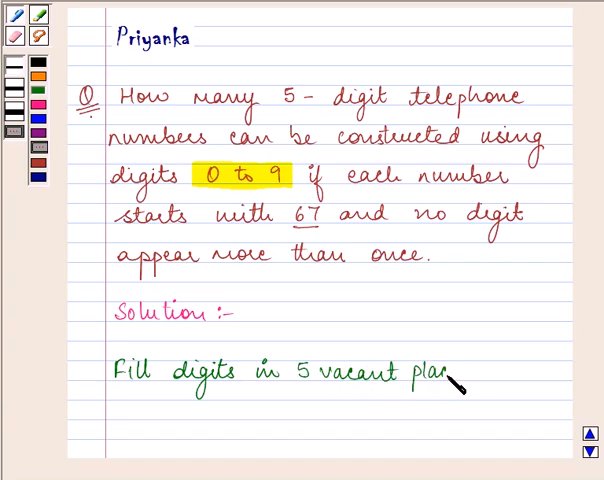 Priyanka
Q How many 5 - digit telephone
numbers can be constructed using
digits 0 to 9 if each number
starts with 67 and no digit
appear more than once.
Solution :-
Fill digits in 5 vacant plac